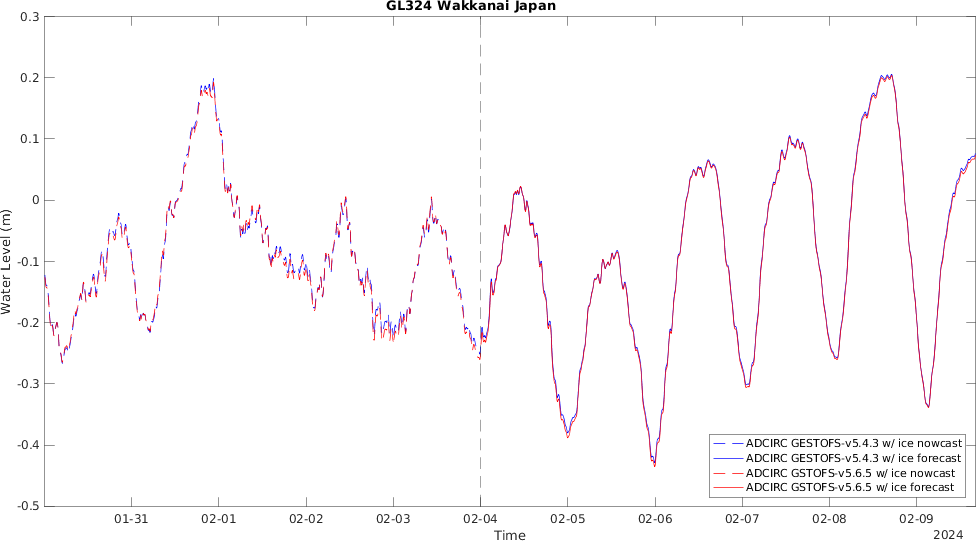 GL324 Wakkanai Japan
0.3
0.2
0.1
0
-0.1
-0.2
-0.3
-0.4
-0.5
Water Level (m)
ADCIRC GESTOFS-v5.4.3 w/ ice nowcast
ADCIRC GESTOFS-v5.4.3 w/ ice forecast
ADCIRC GSTOFS-v5.6.5 w/ ice nowcast
ADCIRC GSTOFS-v5.6.5 w/ ice forecast
01-31 02-01 02-02 02-03 02-04 02-05 02-06 02-07 02-08 02-09
Time
2024